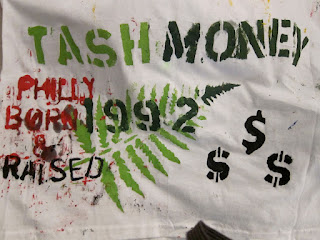 TASH MONEY
PHILLY
BORN 1992
&
RAISED
$
$ $